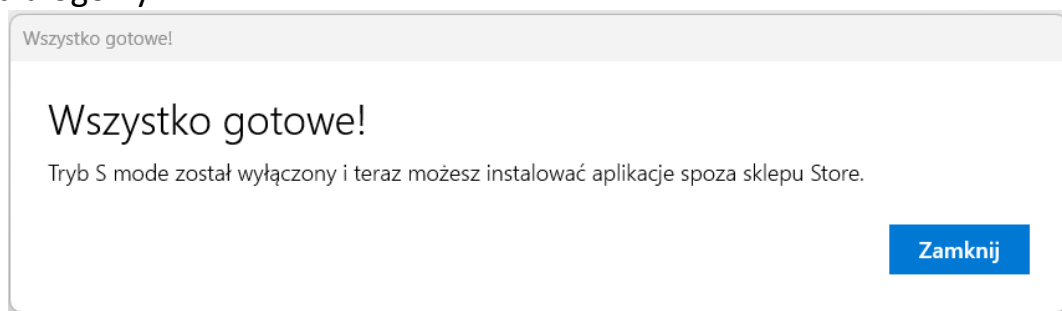 Wszystko gotowe!
Wszystko gotowe!
Tryb S mode został wyłączony i teraz możesz instalować aplikacje spoza sklepu Store.
Zamknij